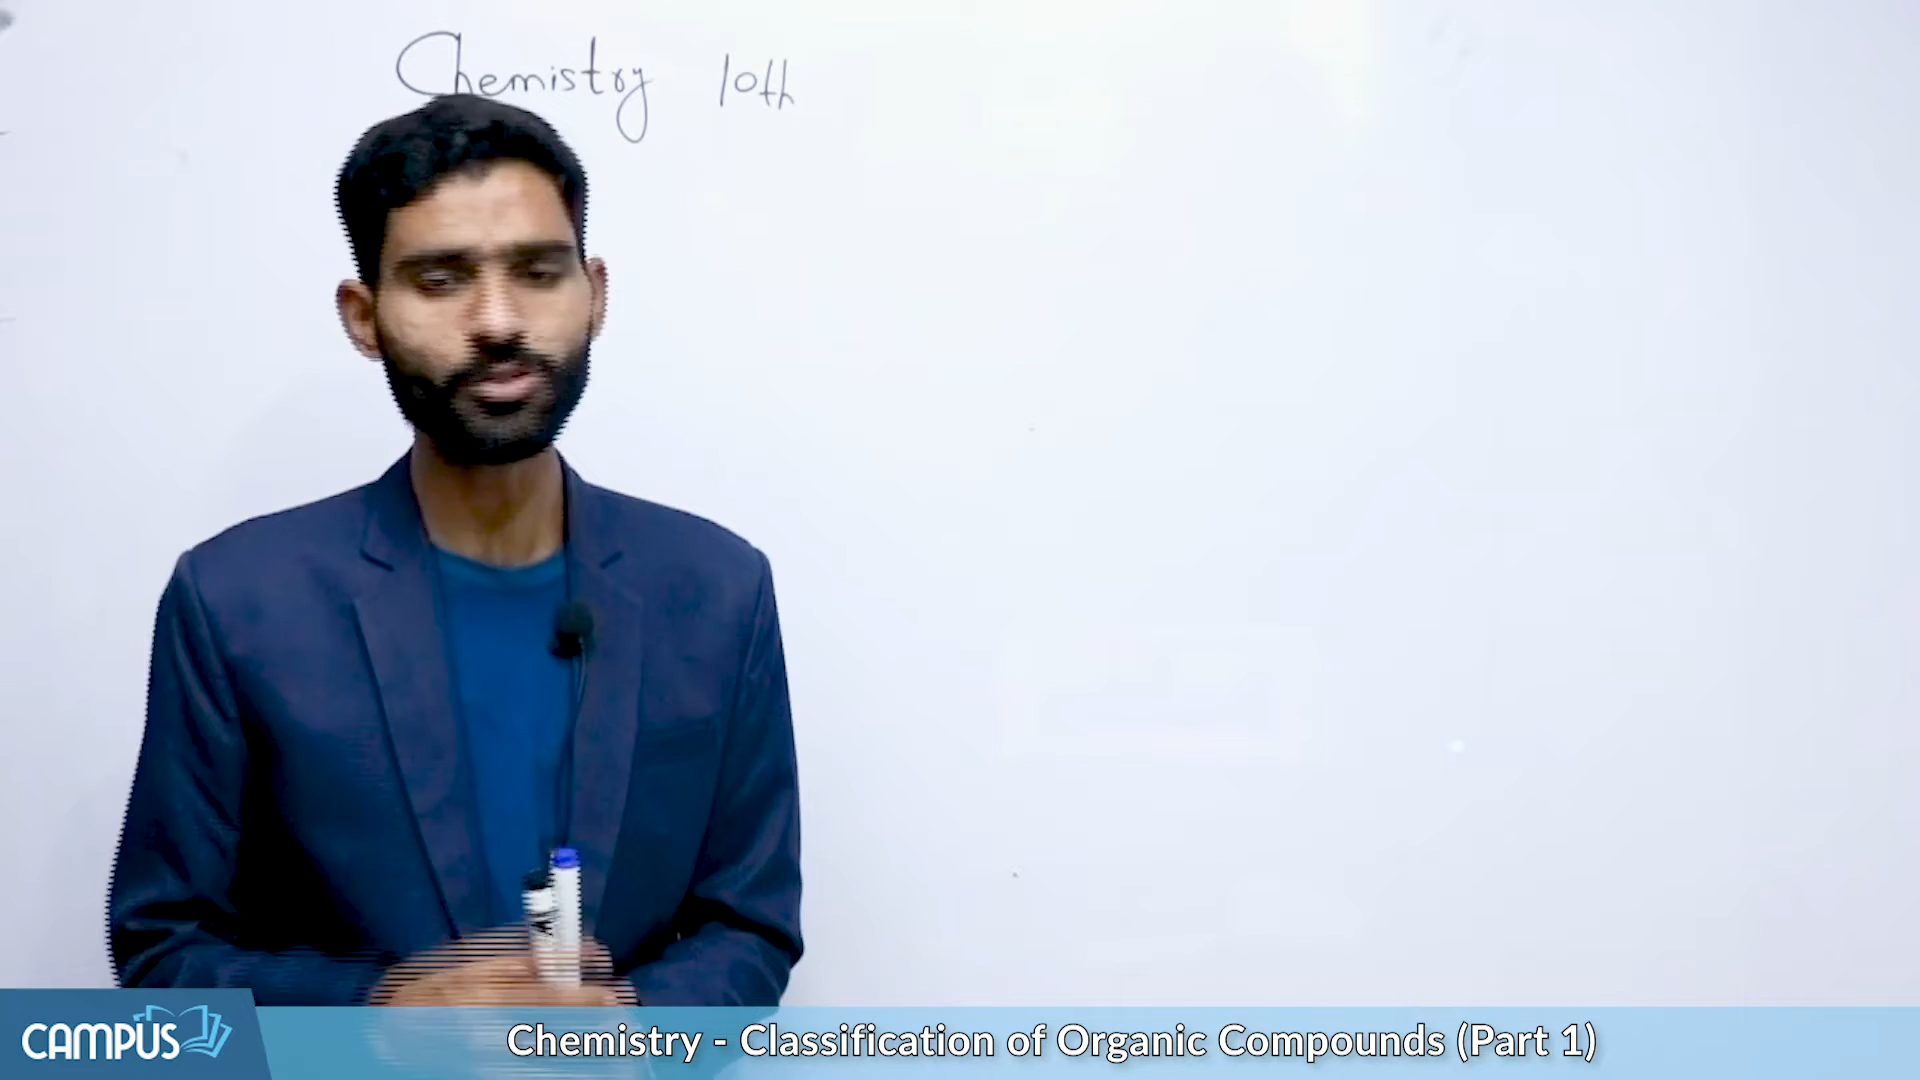 Chemistry 10th
CAMPUS
Chemistry - Classification of Organic Compounds (Part 1)